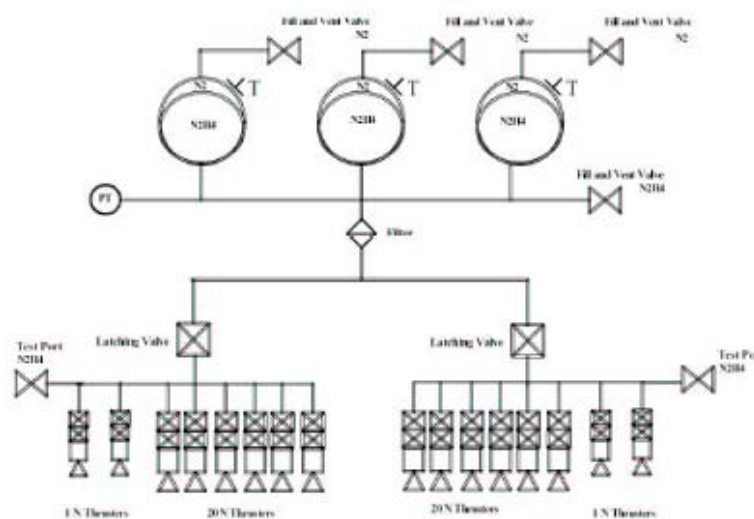 Fill and Vent Valve
N2
Fill and Vent Valve
N2
Fill and Vent Valve
N2
T
T
T
N2
N2
N2
N2H4
N2H4
N2H4
PT
Fill and Vent Valve
N2H4
Filter
Latching Valve
Latching Valve
Test Port
N2H4
Test Po
N2H4
1 N Thrusters
20 N Thrusters
20 N Thrusters
1 N Thrusters